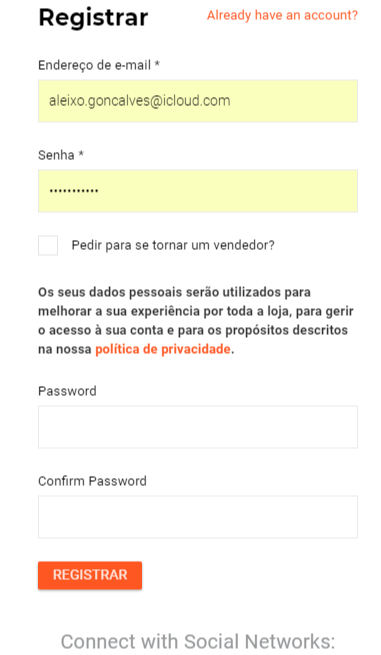 Registrar
Already have an account?
Endereço de e-mail *
aleixo.goncalves@icloud.com
Senha *
•••••••••••
Pedir para se tornar um vendedor?
Os seus dados pessoais serão utilizados para
melhorar a sua experiência por toda a loja, para gerir
o acesso à sua conta e para os propósitos descritos
na nossa política de privacidade.
Password
Confirm Password
REGISTRAR
Connect with Social Networks: